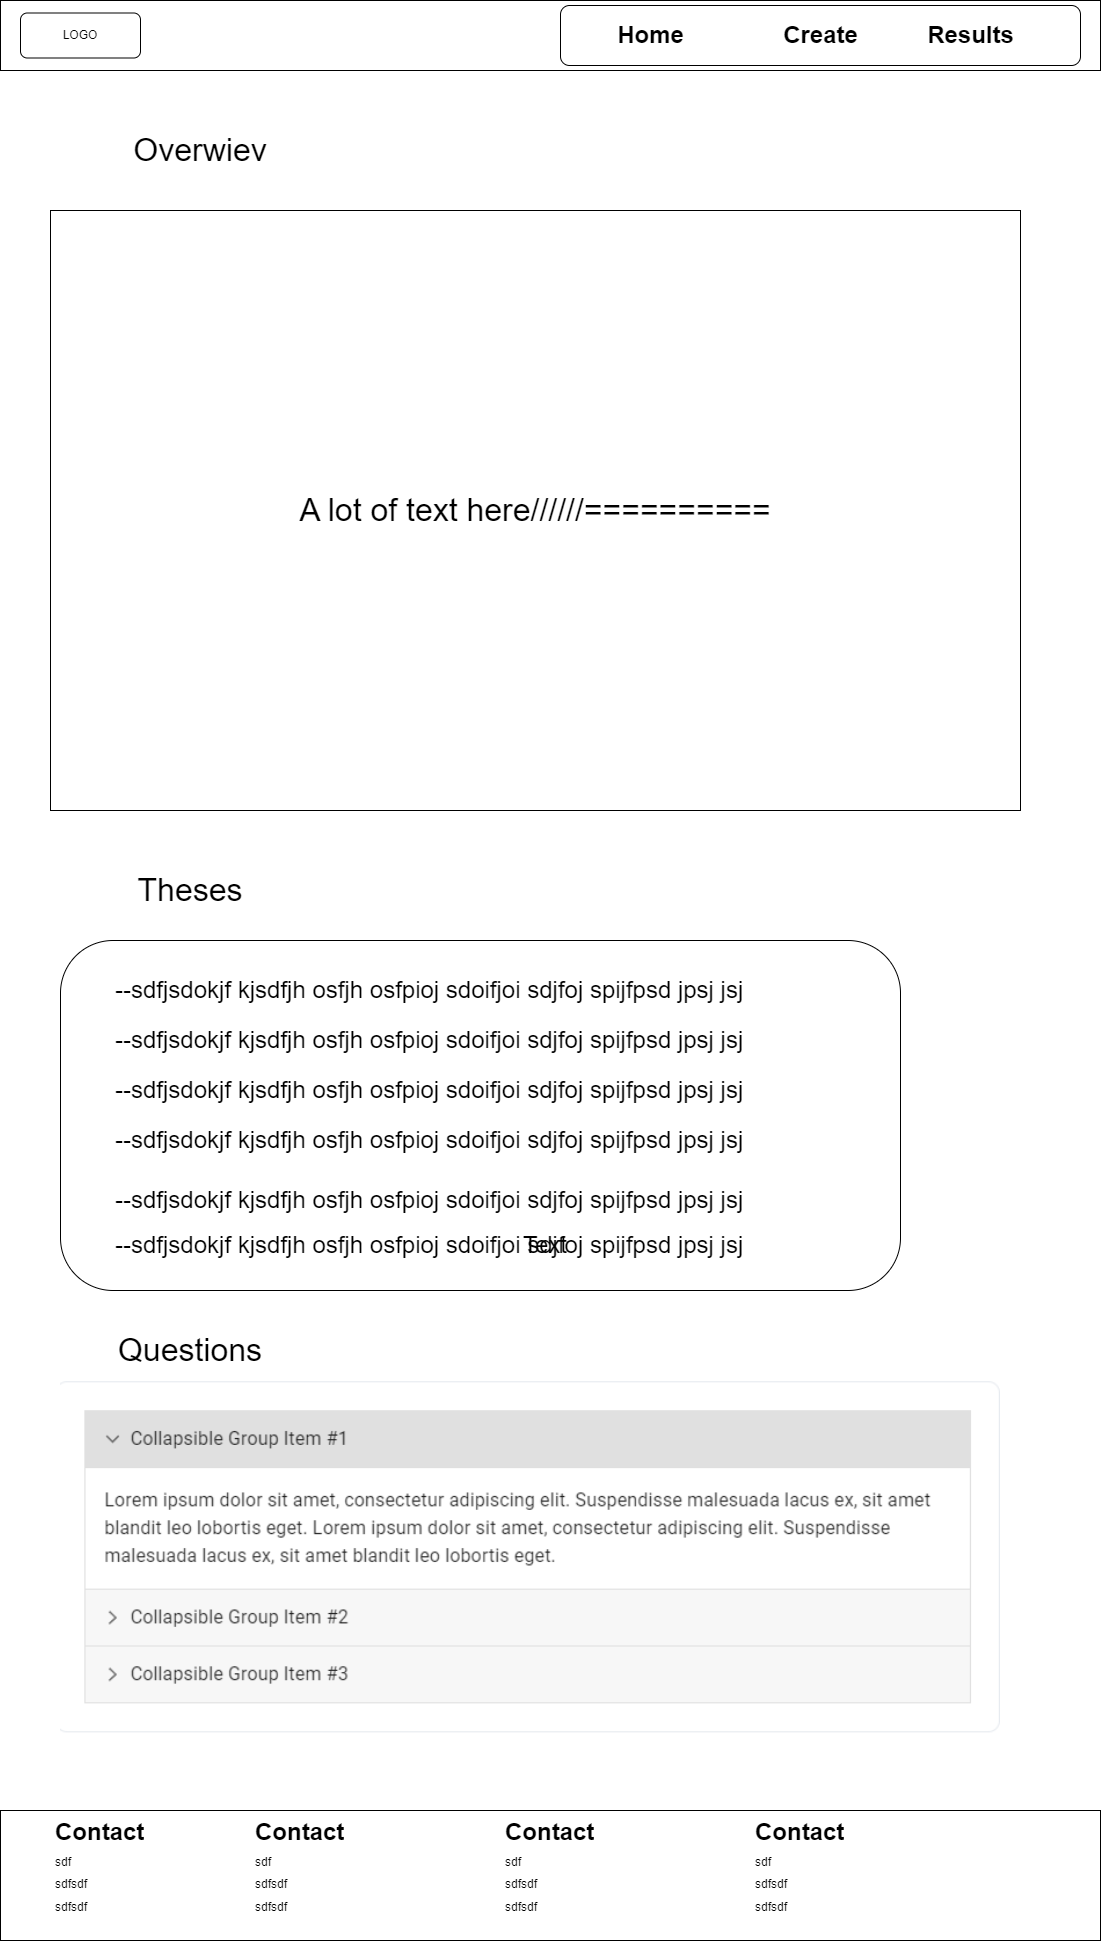 LOGO
Home Create Results
Overwiev
A lot of text here//////==========
Theses
--sdfjsdokjf kjsdfjh osfjh osfpioj sdoifjoi sdjfoj spijfpsd jpsj jsj
--sdfjsdokjf kjsdfjh osfjh osfpioj sdoifjoi sdjfoj spijfpsd jpsj jsj
--sdfjsdokjf kjsdfjh osfjh osfpioj sdoifjoi sdjfoj spijfpsd jpsj jsj
--sdfjsdokjf kjsdfjh osfjh osfpioj sdoifjoi sdjfoj spijfpsd jpsj jsj
--sdfjsdokjf kjsdfjh osfjh osfpioj sdoifjoi sdjfoj spijfpsd jpsj jsj
--sdfjsdokjf kjsdfjh osfjh osfpioj sdoifjoi sdjfoj spijfpsd jpsj jsj
Text
Questions
Collapsible Group Item #1
Lorem ipsum dolor sit amet, consectetur adipiscing elit. Suspendisse malesuada lacus ex, sit amet
blandit leo lobortis eget. Lorem ipsum dolor sit amet, consectetur adipiscing elit. Suspendisse
malesuada lacus ex, sit amet blandit leo lobortis eget.
Collapsible Group Item #2
Collapsible Group Item #3
Contact Contact Contact Contact
sdf sdf sdf sdf
sdfsdf sdfsdf sdfsdf sdfsdf
sdfsdf sdfsdf sdfsdf sdfsdf